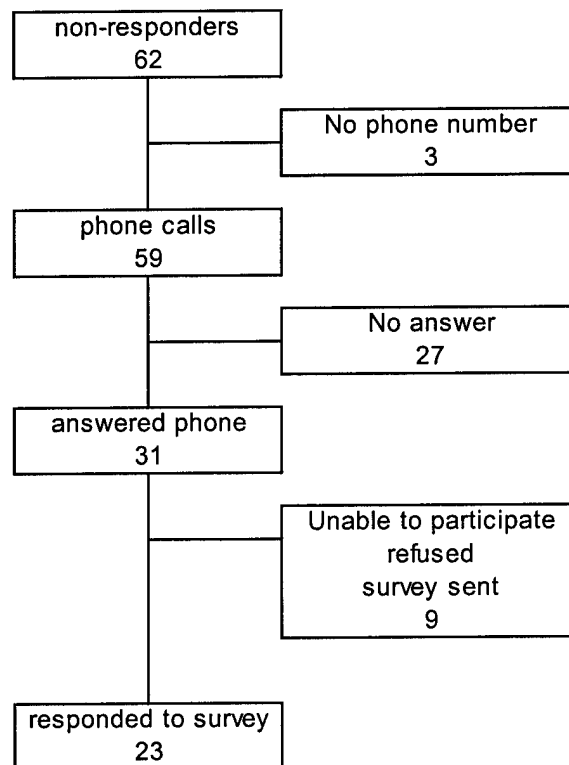 non-responders
62
No phone number
3
phone calls
59
No answer
27
answered phone
31
Unable to participate
refused
survey sent
9
responded to survey
23